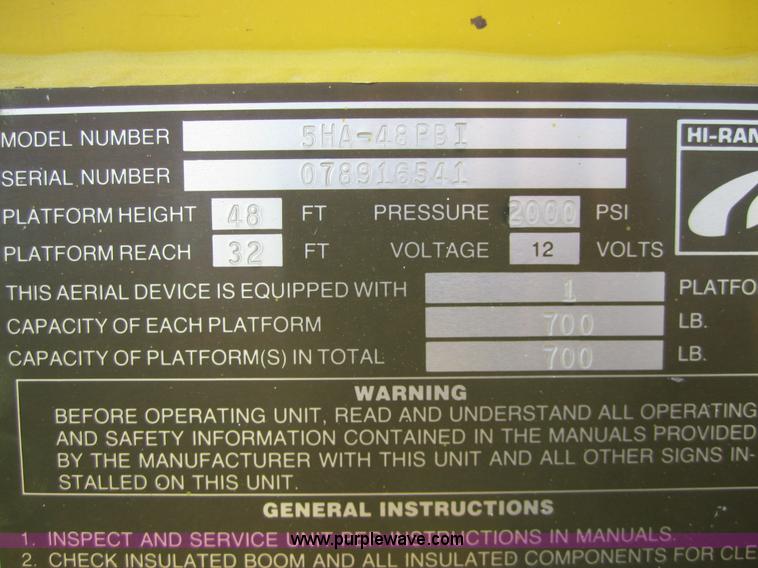 MODEL NUMBER 5HA-48PBI
HI-RAN
SERIAL NUMBER 078916541
PLATFORM HEIGHT 48 FT PRESSURE 2000 PSI
PLATFORM REACH 32 FT VOLTAGE 12 VOLTS
THIS AERIAL DEVICE IS EQUIPPED WITH 1 PLATFO
CAPACITY OF EACH PLATFORM 700 LB.
CAPACITY OF PLATFORM(S) IN TOTAL 700 LB.
WARNING
BEFORE OPERATING UNIT, READ AND UNDERSTAND ALL OPERATING
AND SAFETY INFORMATION CONTAINED IN THE MANUALS PROVIDED
BY THE MANUFACTURER WITH THIS UNIT AND ALL OTHER SIGNS IN-
STALLED ON THIS UNIT.
GENERAL INSTRUCTIONS
1. INSPECT AND SERVICE INSTRUCTIONS IN MANUALS.
www.purplewave.com
2. CHECK INSULATED BOOM AND ALL INSULATED COMPONENTS FOR CLE